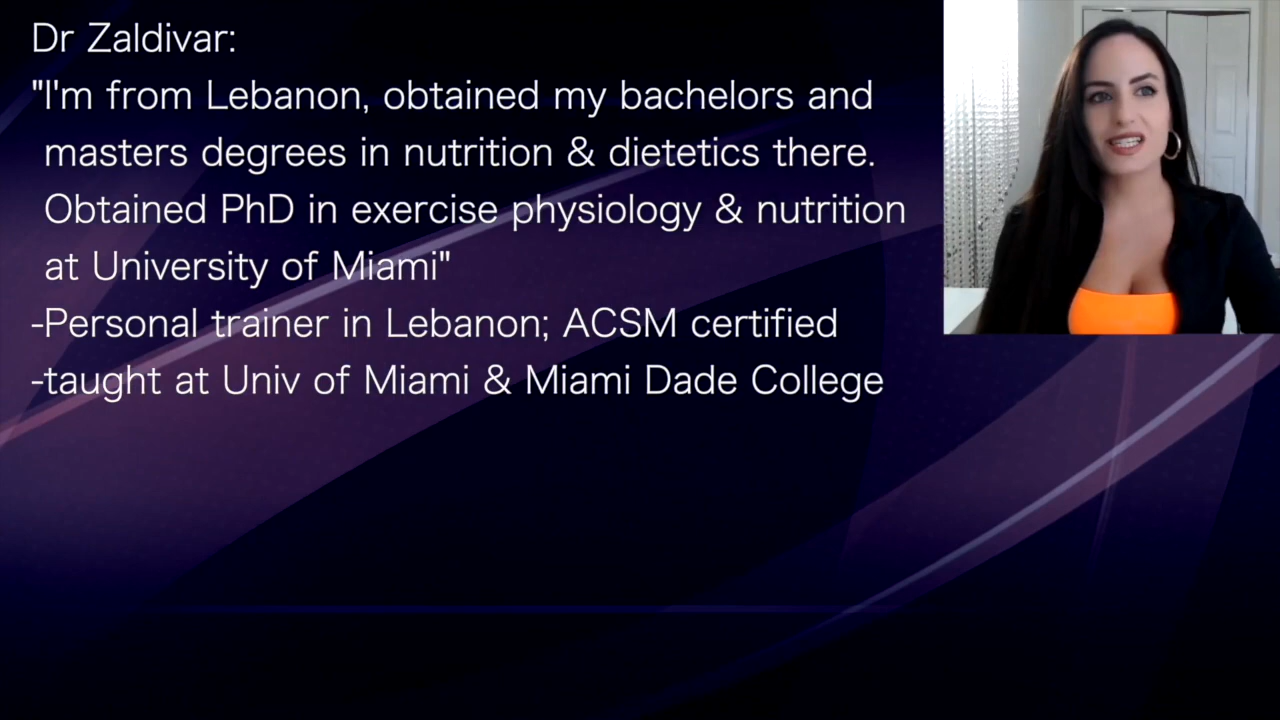 Dr Zaldivar:
"I'm from Lebanon, obtained my bachelors and
masters degrees in nutrition & dietetics there.
Obtained PhD in exercise physiology & nutrition
at University of Miami"
-Personal trainer in Lebanon; ACSM certified
-taught at Univ of Miami & Miami Dade College